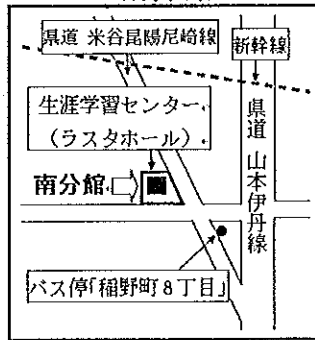 県道 米谷昆陽尼崎線
新幹線
生涯学習センター
（ラスタホール）
県道 山本伊丹線
南分館
バス停「稲野町8丁目」